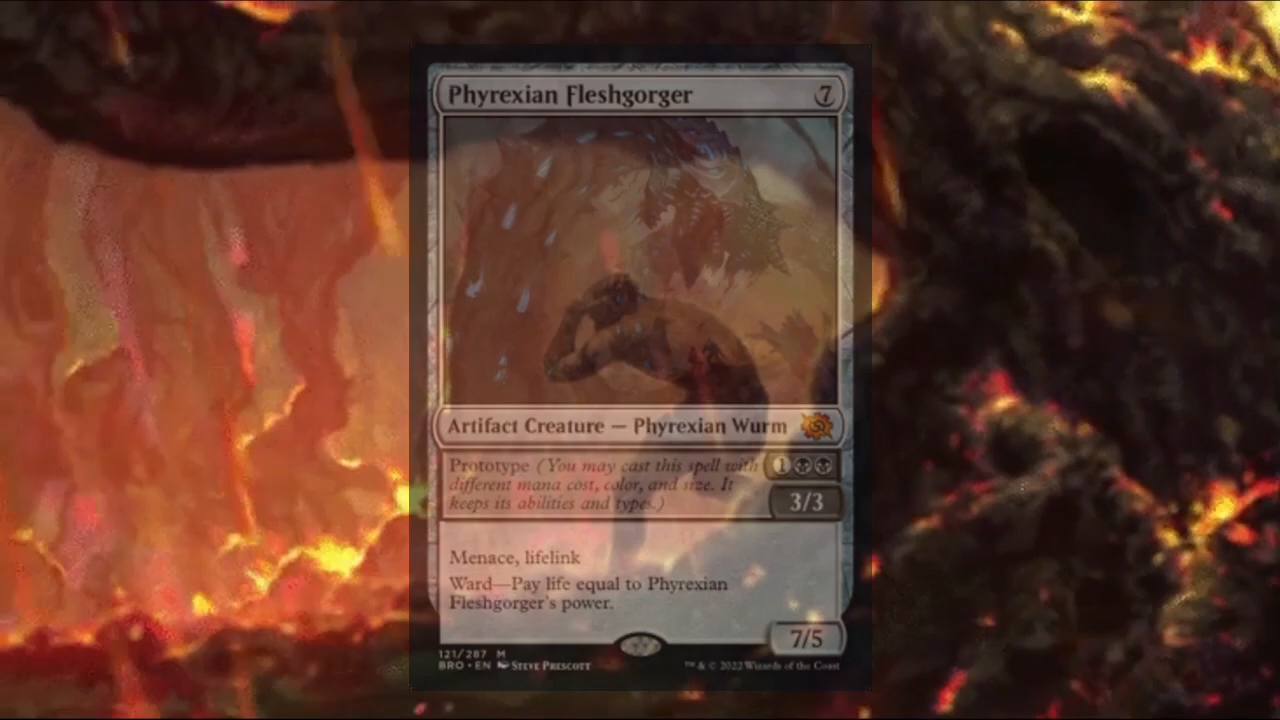 Phyrexian Fleshgorger 7
Artifact Creature — Phyrexian Wurm
Prototype (You may cast this spell with 1
different mana cost, color, and size. It
keeps its abilities and types.) 3/3
Menace, lifelink
Ward—Pay life equal to Phyrexian
Fleshgorger's power.
7/5
121/287 M
BRO • EN Steve Prescott ™ & © 2022 Wizards of the Coast